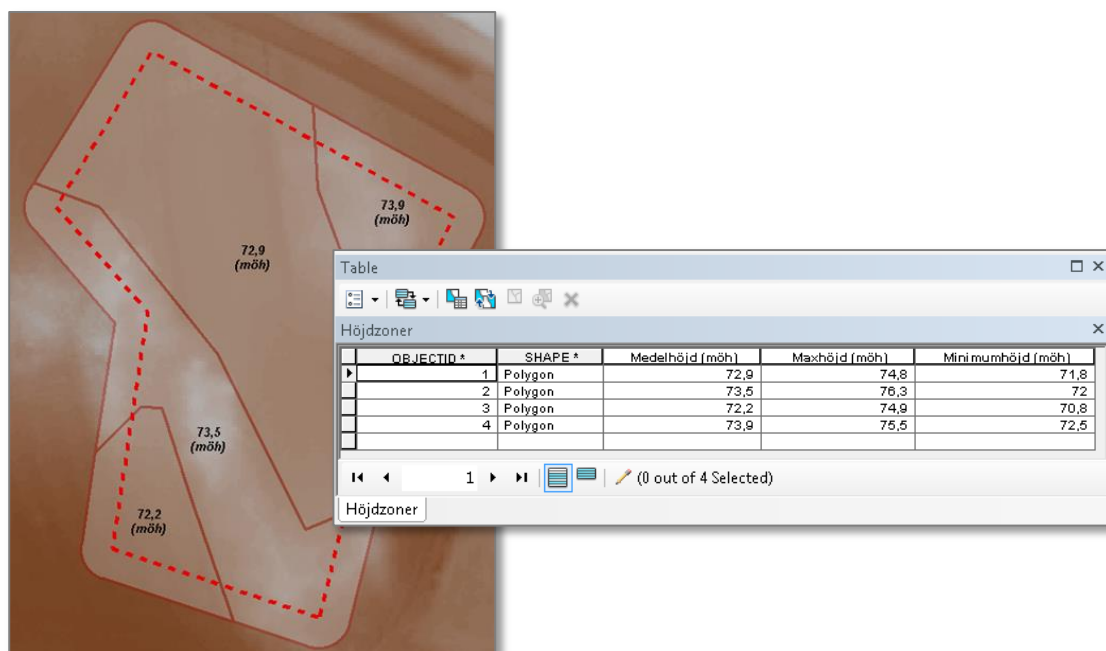 73,9
(möh)
72,9
(möh)
73,5
(möh)
72,2
(möh)
Table
Höjdzoner
OBJECTID * SHAPE * Medelhöjd (möh) Maxhöjd (möh) Minimumhöjd (möh)
1 Polygon 72,9 74,8 71,8
2 Polygon 73,5 76,3 72
3 Polygon 72,2 74,9 70,8
4 Polygon 73,9 75,5 72,5
1 (0 out of 4 Selected)
Höjdzoner